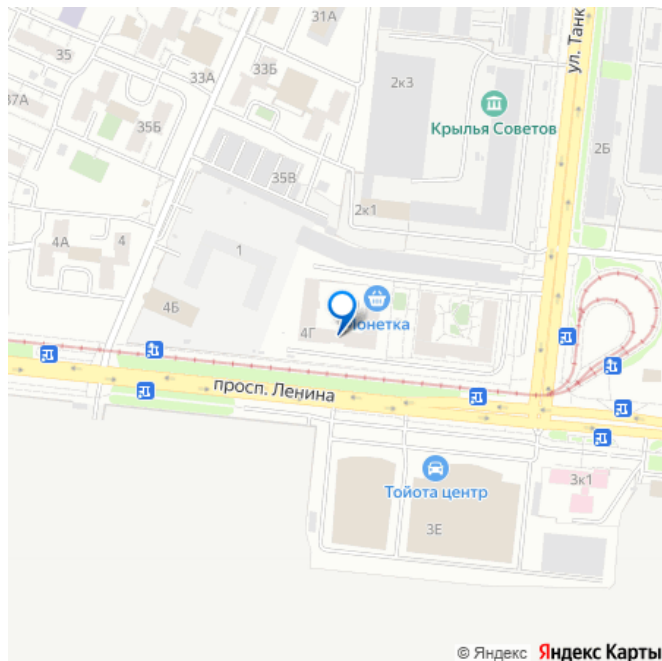 31А
35
33А
33Б
37А
35Б
2к3
ул. Танк
Крылья Советов
2Б
35В
2к1
4А
4
1
4Б
4Г
Монетка
просп. Ленина
Тойота центр
3к1
3Е
© Яндекс Яндекс Карты